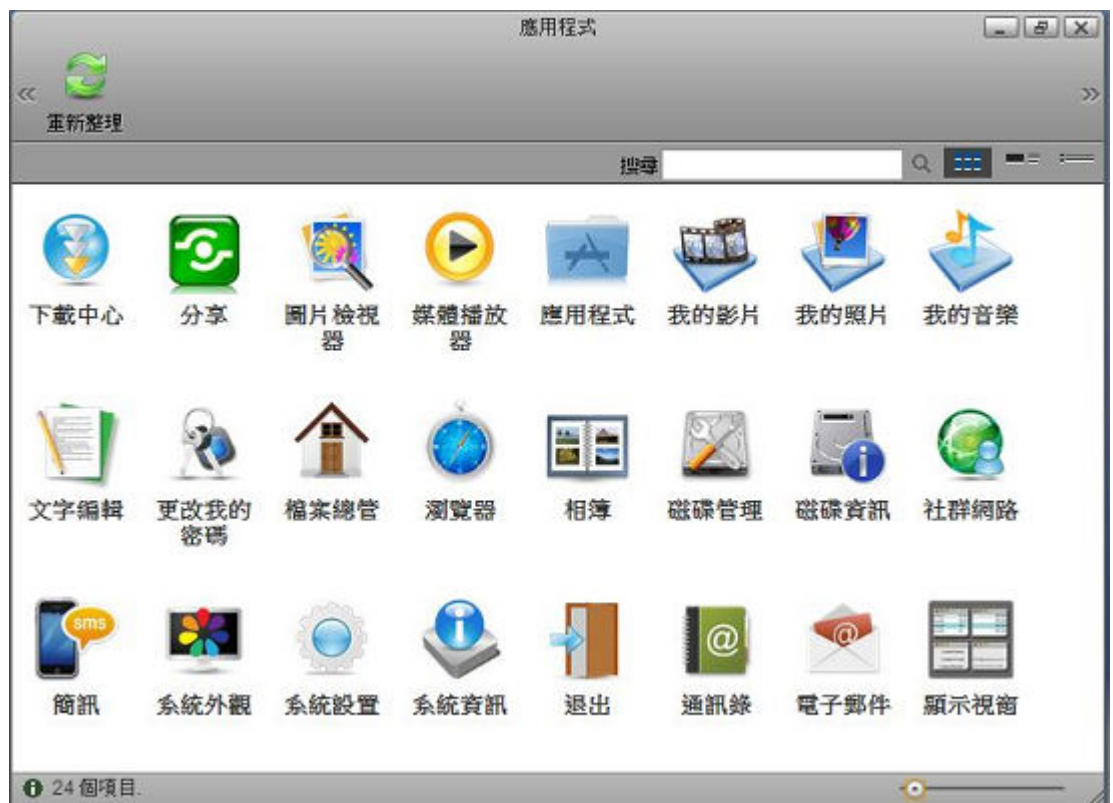 應用程式
重新整理
搜尋
下載中心 分享 圖片檢視器 媒體播放器 應用程式 我的影片 我的照片 我的音樂
文字編輯 更改我的密碼 檔案總管 瀏覽器 相簿 磁碟管理 磁碟資訊 社群網路
sms
@
@
簡訊 系統外觀 系統設置 系統資訊 退出 通訊錄 電子郵件 顯示視窗
24 個項目.